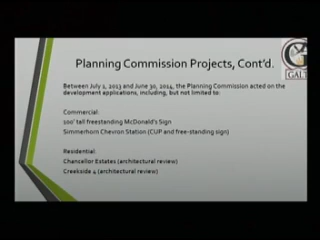 Planning Commission Projects, Cont'd.
GALT
Between July 1, 2013 and June 30, 2014, the Planning Commission acted on the
development applications, including, but not limited to:
Commercial:
100' tall freestanding McDonald's Sign
Simmerhorn Chevron Station (CUP and free-standing sign)
Residential:
Chancellor Estates (architectural review)
Creekside 4 (architectural review)